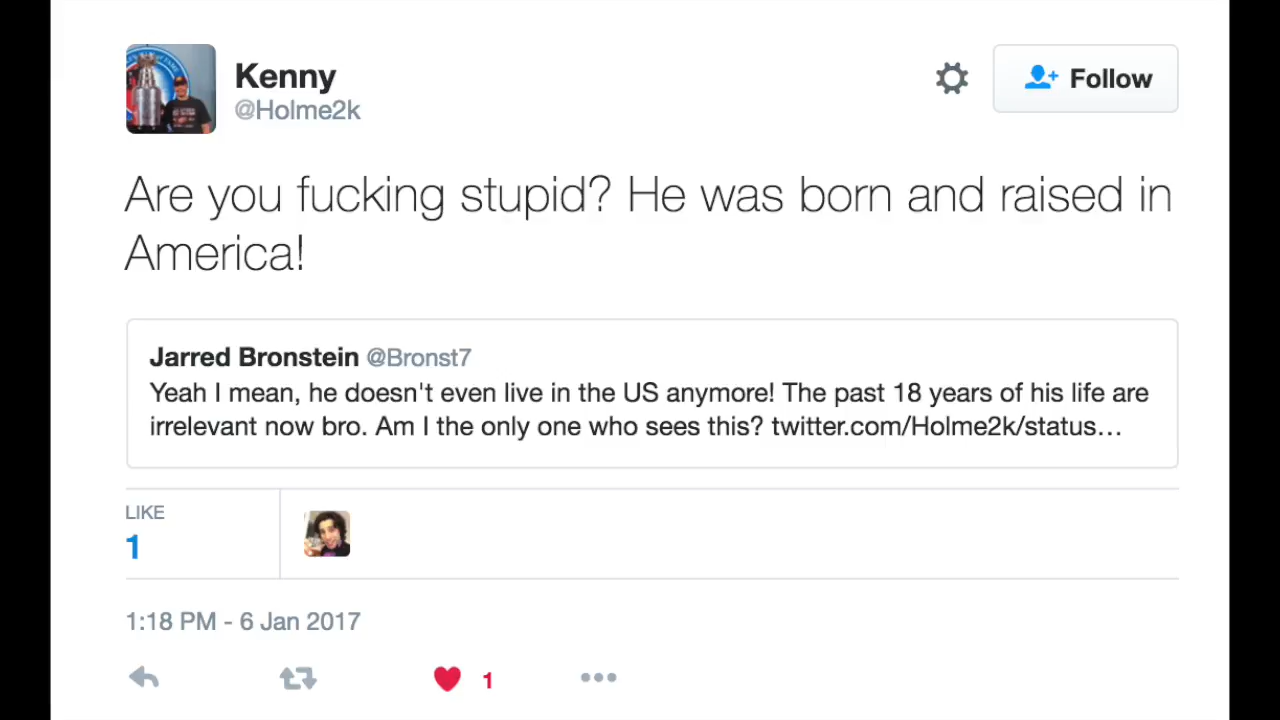 Kenny
@Holme2k
Follow
Are you fucking stupid? He was born and raised in
America!
Jarred Bronstein @Bronst7
Yeah I mean, he doesn't even live in the US anymore! The past 18 years of his life are
irrelevant now bro. Am I the only one who sees this? twitter.com/Holme2k/status…
LIKE
1
1:18 PM - 6 Jan 2017
1